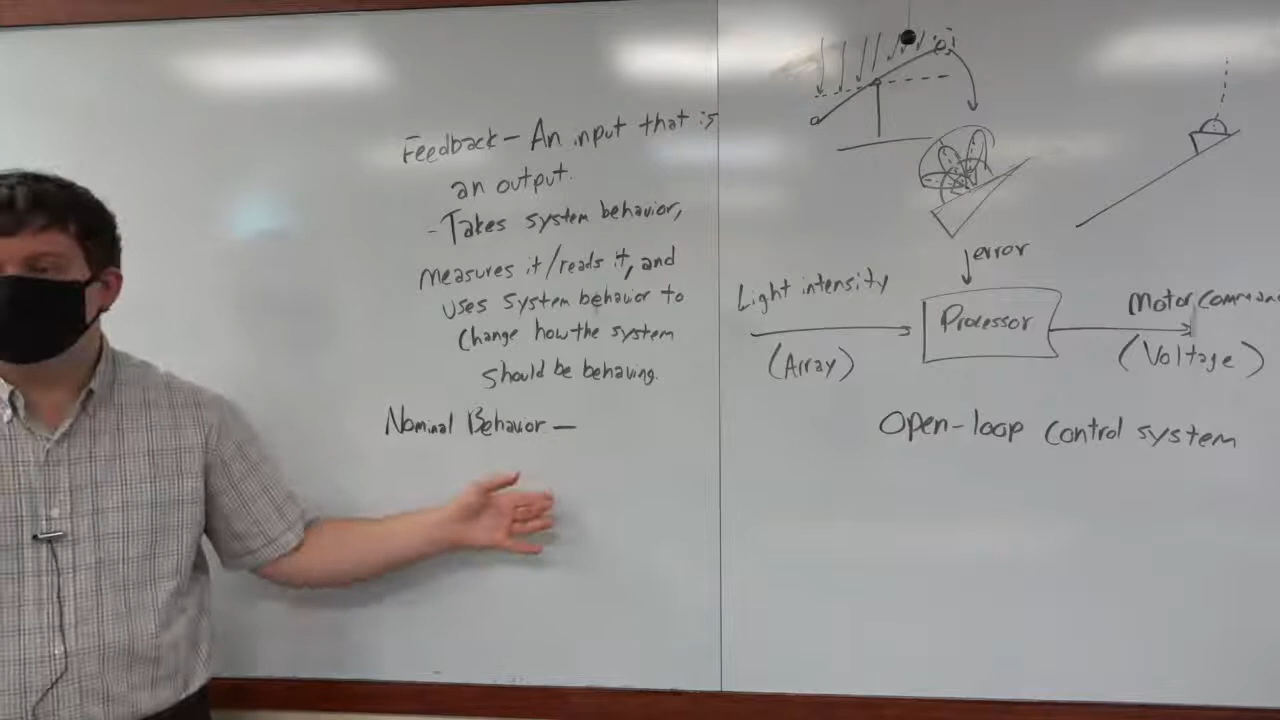 Feedback - An input that is
an output.
- Takes system behavior,
measures it/reads it, and
uses system behavior to
change how the system
should be behaving.
Nominal Behavior -
error
Light intensity
(Array)
Processor
Motor Comman
(Voltage)
Open-loop control system